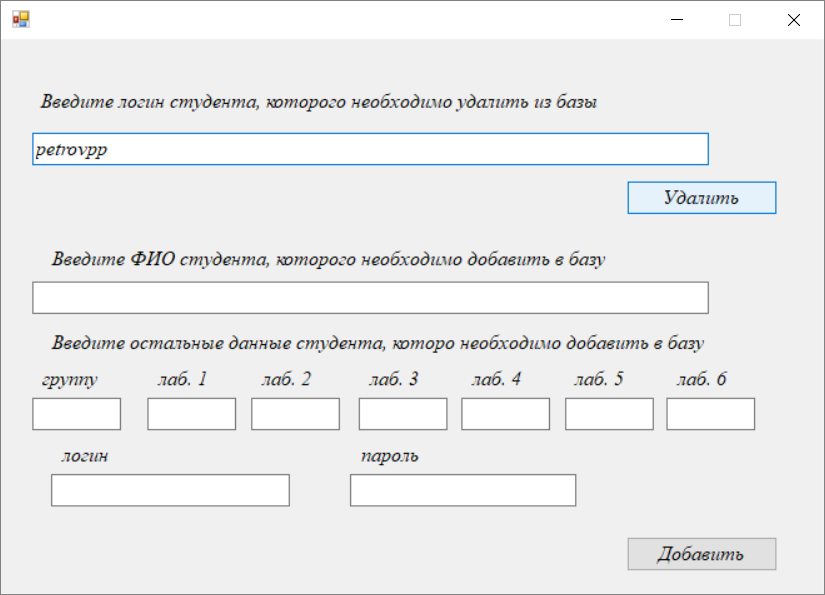 Введите логин студента, которого необходимо удалить из базы
petrovpp
Удалить
Введите ФИО студента, которого необходимо добавить в базу
Введите остальные данные студента, которо необходимо добавить в базу
группу лаб. 1 лаб. 2 лаб. 3 лаб. 4 лаб. 5 лаб. 6
логин пароль
Добавить